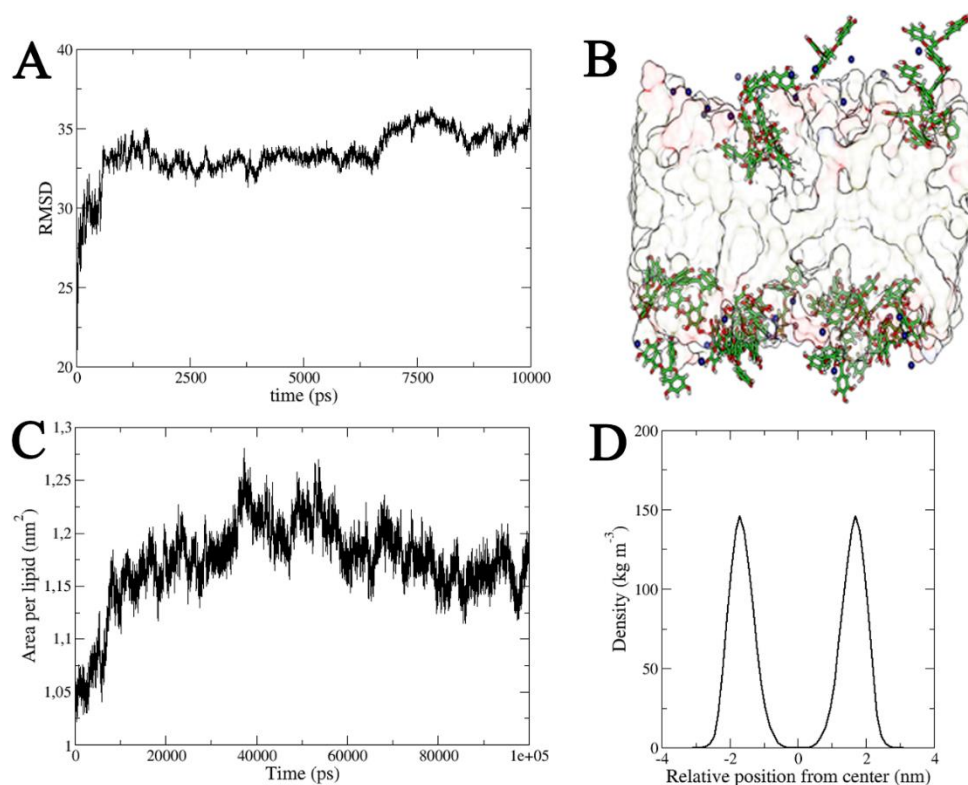 A
40
35
30
25
20
RMSD
0
2500
5000
7500
10000
time (ps)
B
C
1,3
1,25
1,2
1,15
1,1
1,05
1
Area per lipid (nm²)
0
20000
40000
60000
80000
1e+05
Time (ps)
D
200
150
100
50
0
Density (kg m⁻³)
-4
-2
0
2
4
Relative position from center (nm)